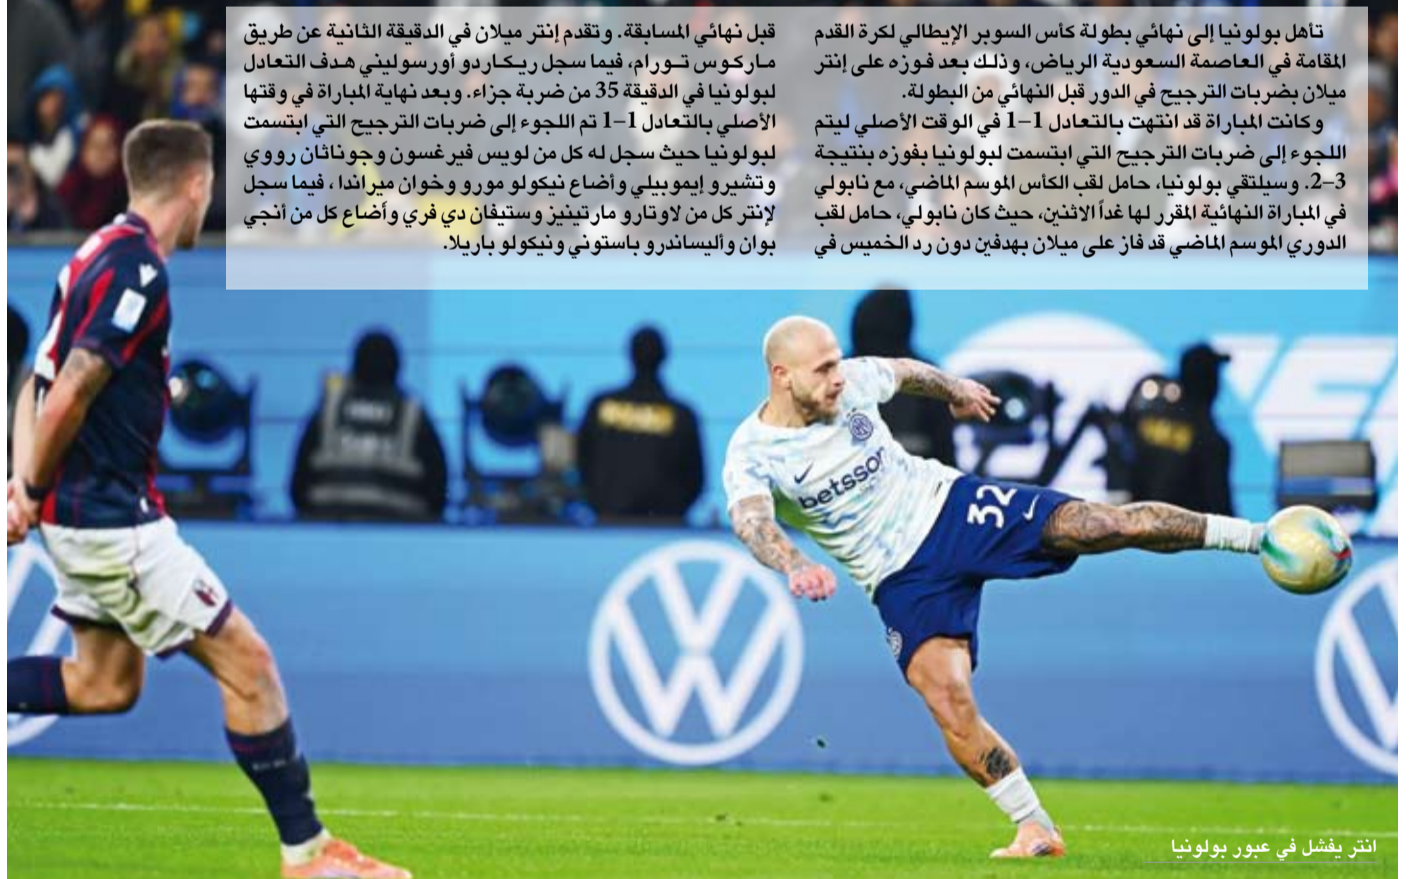 تأهل بولونيا إلى نهائي بطولة كأس السوبر الإيطالي لكرة القدم
المقامة في العاصمة السعودية الرياض، وذلك بعد فوزه على إنتر
ميلان بضربات الترجيح في الدور قبل النهائي من البطولة.
وكانت المباراة قد انتهت بالتعادل 1–1 في الوقت الأصلي ليتم
اللجوء إلى ضربات الترجيح التي ابتسمت لبولونيا بفوزه بنتيجة
3–2. وسيلتقي بولونيا، حامل لقب الكأس الموسم الماضي، مع نابولي
في المباراة النهائية المقرر لها غداً الاثنين، حيث كان نابولي، حامل لقب
الدوري الموسم الماضي قد فاز على ميلان بهدفين دون رد الخميس في
قبل نهائي المسابقة. وتقدم إنتر ميلان في الدقيقة الثانية عن طريق
ماركوس تورام، فيما سجل ريكاردو أورسوليني هدف التعادل
لبولونيا في الدقيقة 35 من ضربة جزاء. وبعد نهاية المباراة في وقتها
الأصلي بالتعادل 1–1 تم اللجوء إلى ضربات الترجيح التي ابتسمت
لبولونيا حيث سجل له كل من لويس فيرغسون وجوناثان رووي
وتشيرو إيموبيلي وأضاع نيكولو مورو وخوان ميراندا ، فيما سجل
لإنتر كل من لاوتارو مارتينيز وستيفان دي فري وأضاع كل من أنجي
بوان وأليساندرو باستوني ونيكولو باريلا.
betsson
32
انتر يفشل في عبور بولونيا